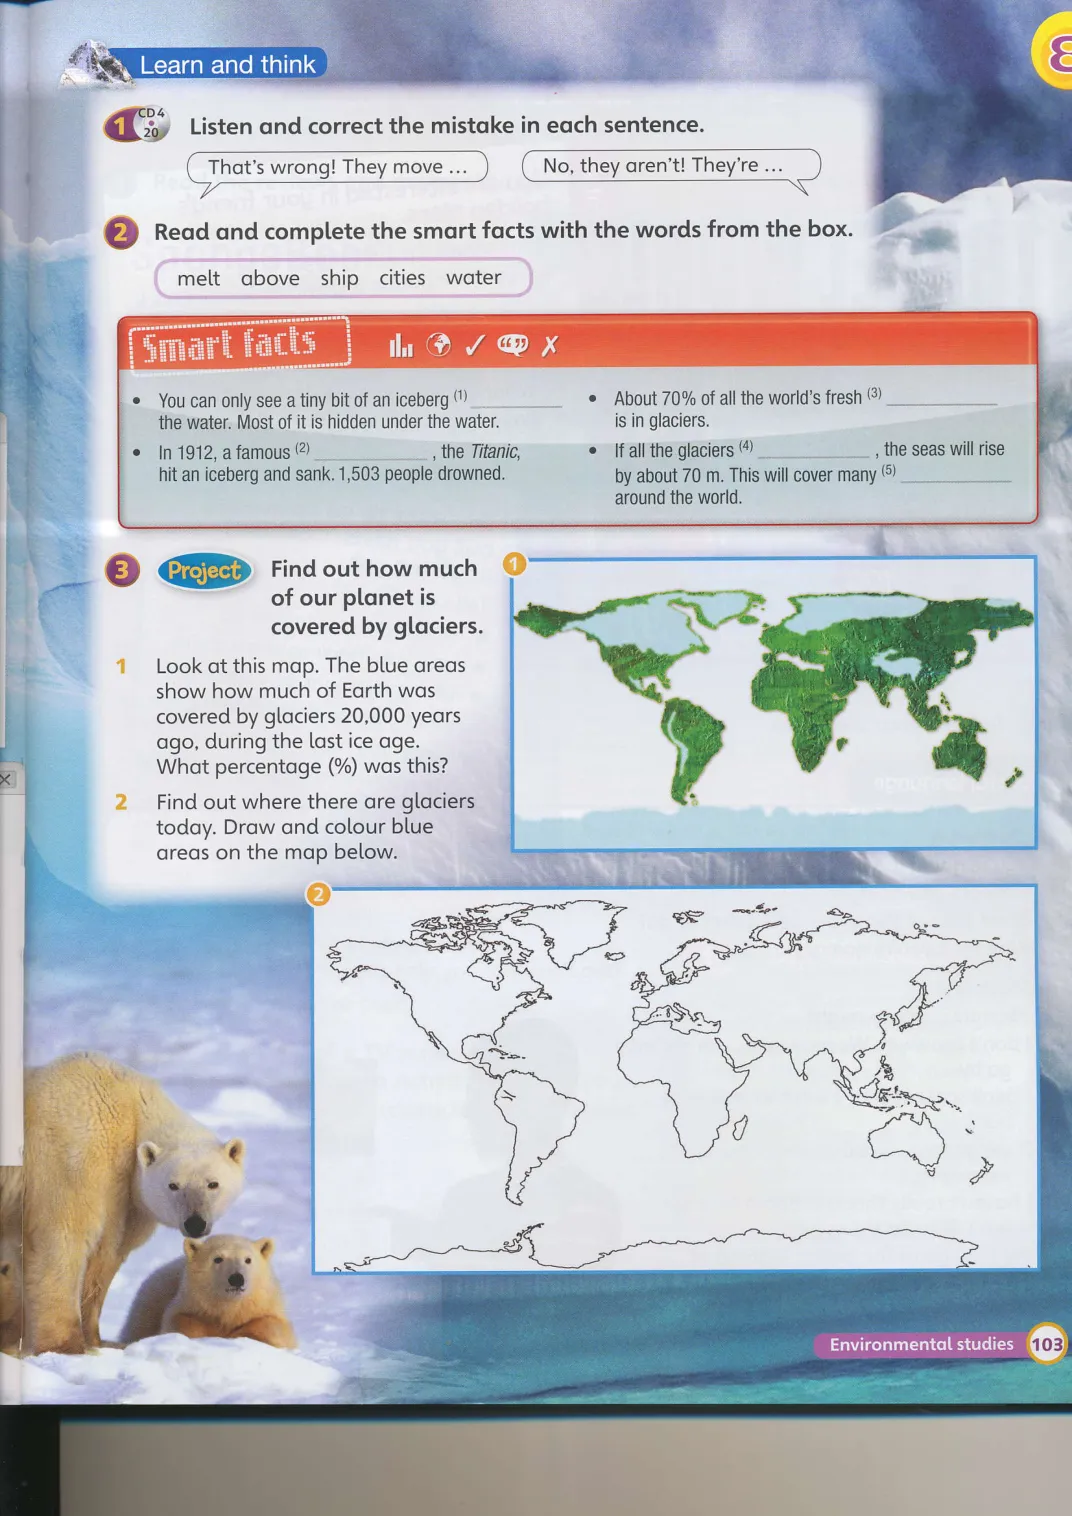 Learn and think
8
1 CD4
20
Listen and correct the mistake in each sentence.
That's wrong! They move ...
No, they aren't! They're ...
2 Read and complete the smart facts with the words from the box.
melt above ship cities water
Smart facts
• You can only see a tiny bit of an iceberg (1) ____________
the water. Most of it is hidden under the water.
• In 1912, a famous (2) ____________ , the Titanic,
hit an iceberg and sank. 1,503 people drowned.
• About 70% of all the world's fresh (3) ____________
is in glaciers.
• If all the glaciers (4) ____________ , the seas will rise
by about 70 m. This will cover many (5) ____________
around the world.
3 Project Find out how much
of our planet is
covered by glaciers.
1 Look at this map. The blue areas
show how much of Earth was
covered by glaciers 20,000 years
ago, during the last ice age.
What percentage (%) was this?
2 Find out where there are glaciers
today. Draw and colour blue
areas on the map below.
1
2
Environmental studies 103